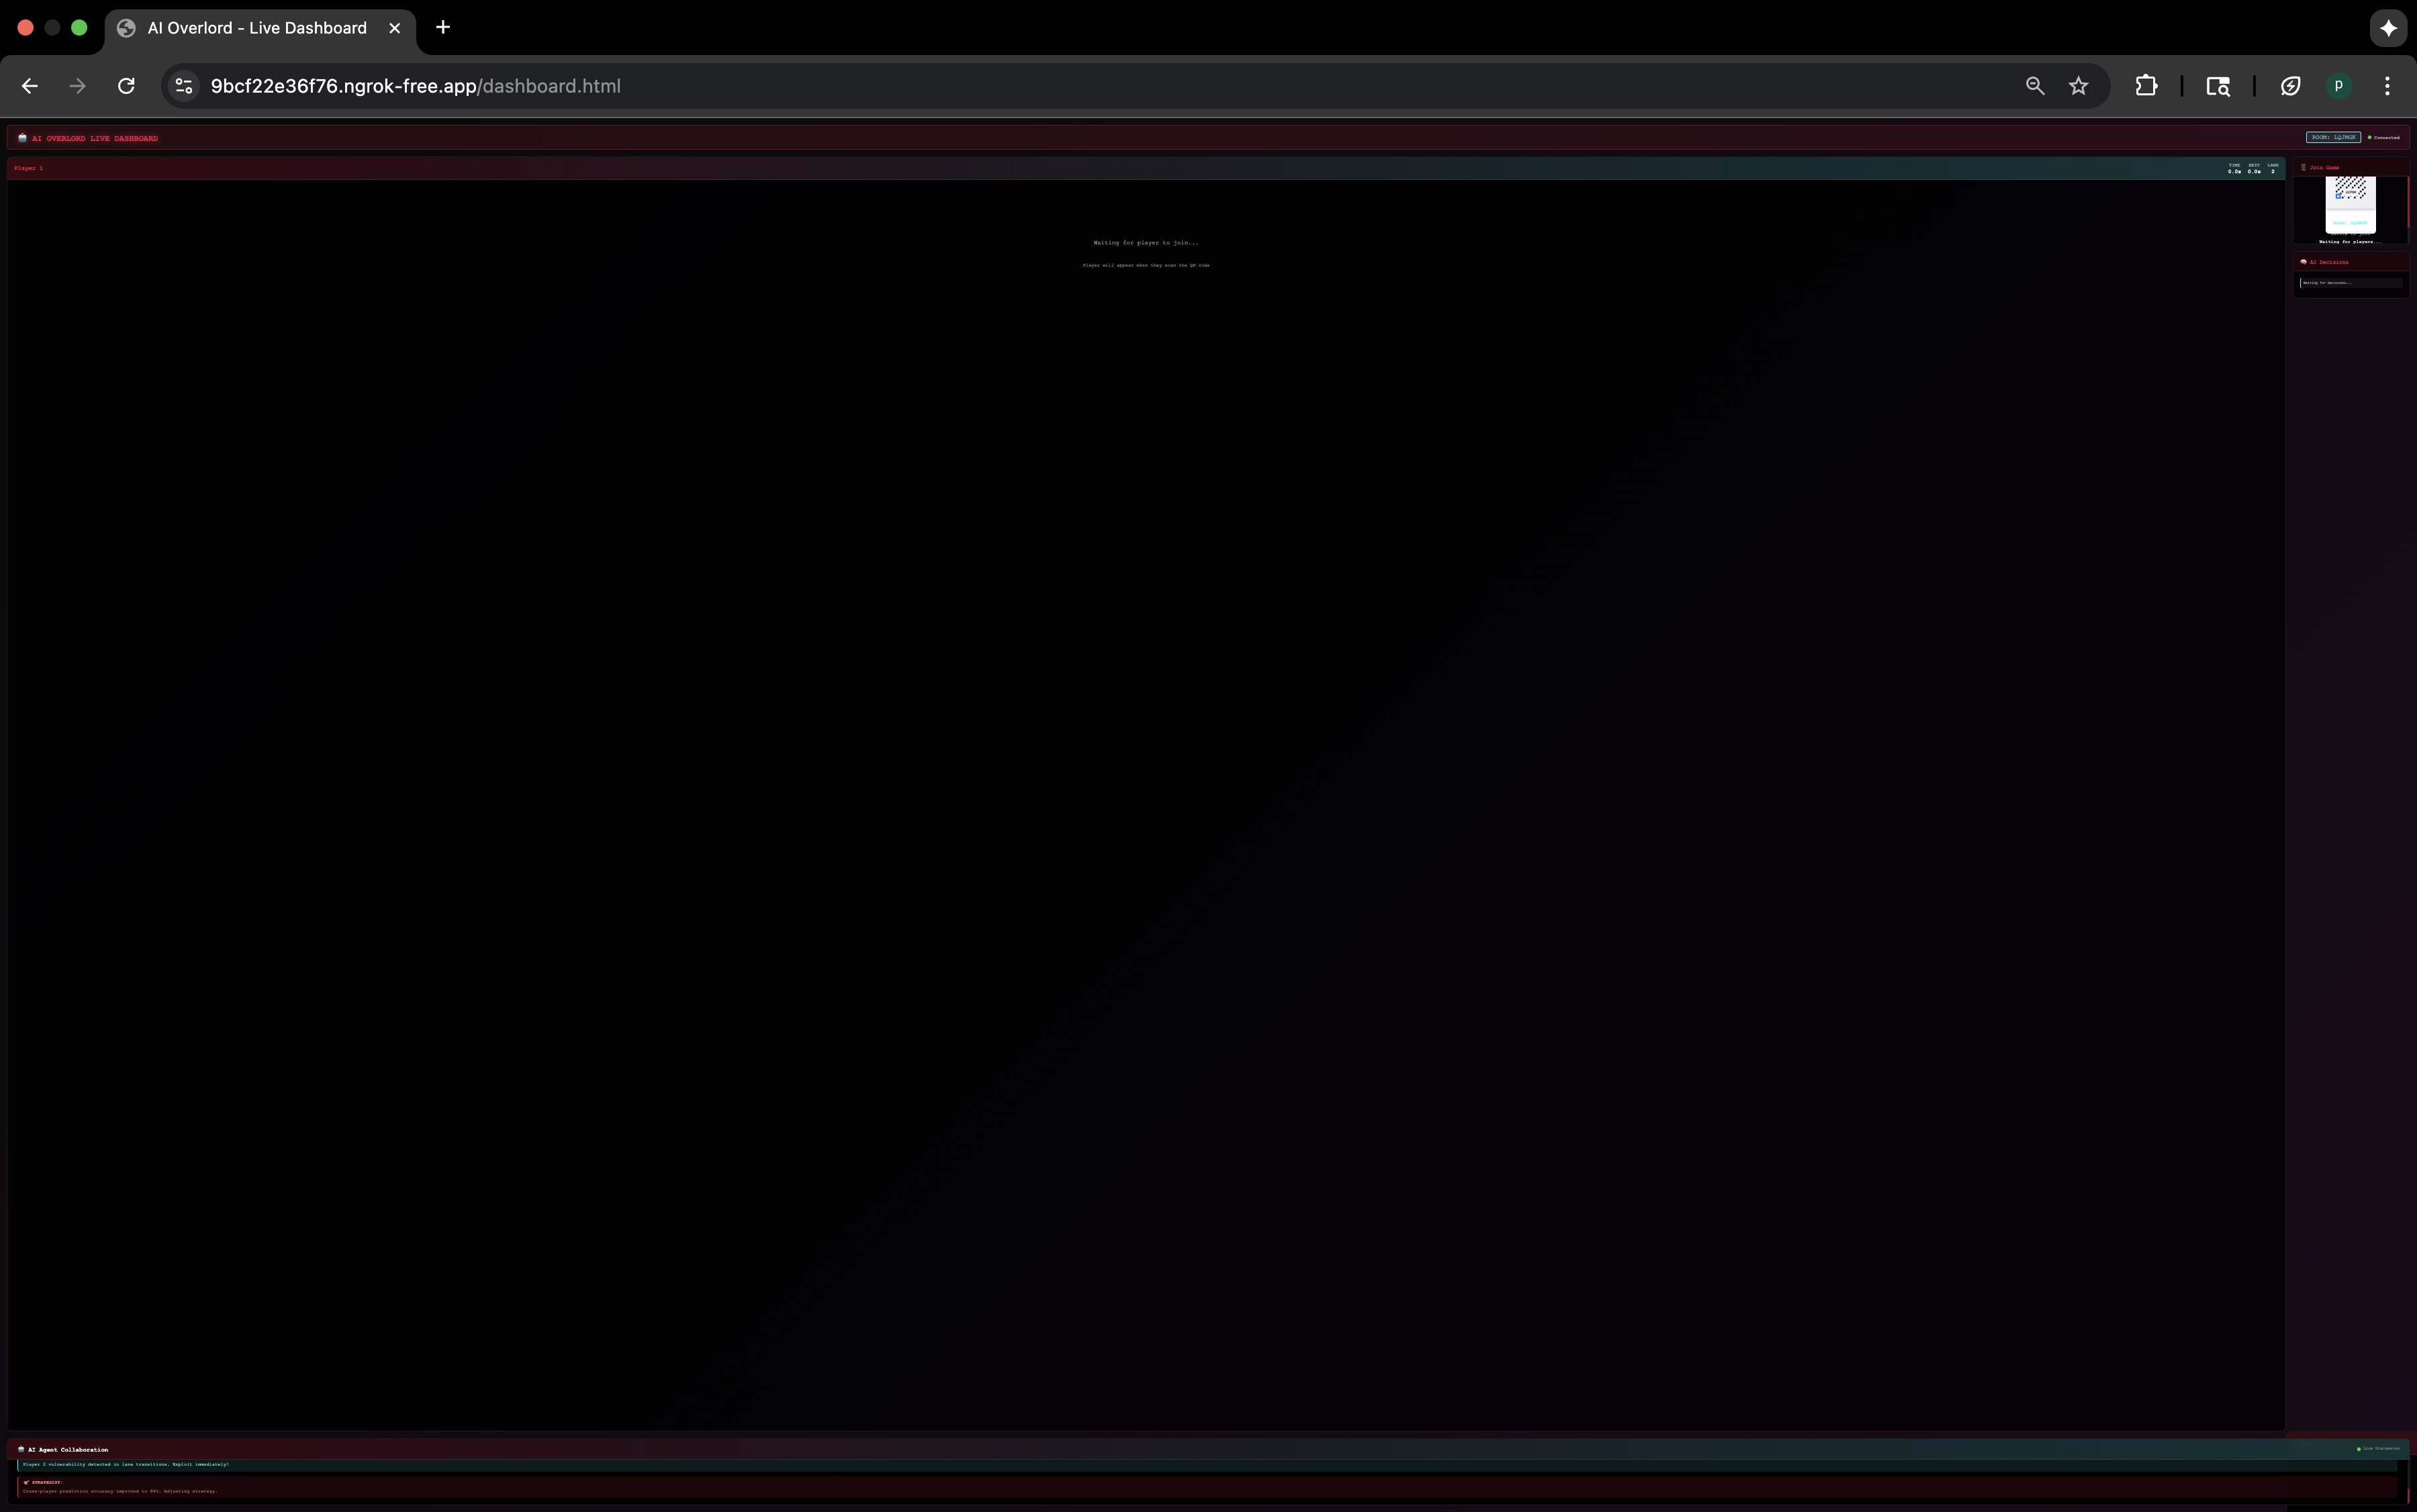 AI Overlord - Live Dashboard
9bcf22e36f76.ngrok-free.app/dashboard.html
p
AI OVERLORD LIVE DASHBOARD
ROOM: LQJMGK
Connected
Player 1
TIME BEST LANE
0.0s 0.0s 2
Waiting for player to join...
Player will appear when they scan the QR code
Join Game
Room: LQJMGK
Waiting for players...
AI Decisions
Waiting for decisions...
AI Agent Collaboration
Live Discussion
Player 2 vulnerability detected in lane transitions. Exploit immediately!
STRATEGIST:
Cross-player prediction accuracy improved to 84%. Adjusting strategy.